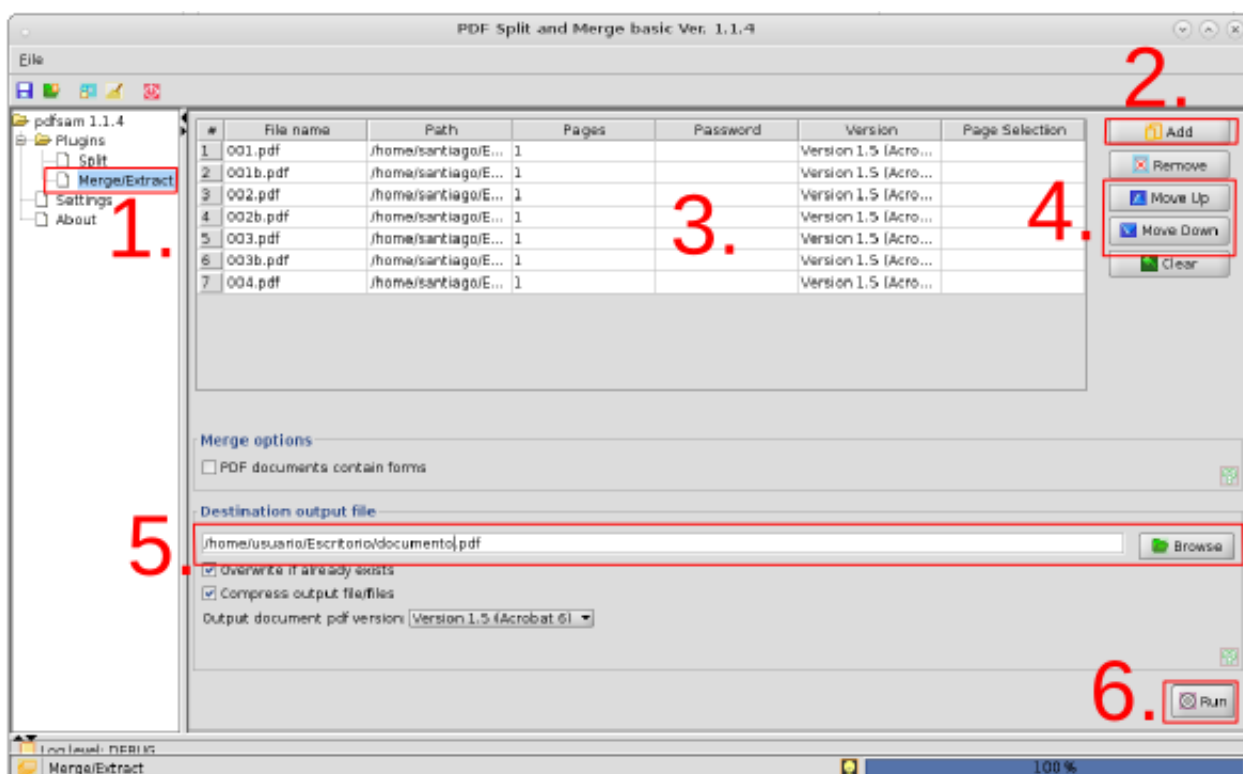 PDF Split and Merge basic Ver. 1.1.4
File
2.
pdfsam 1.1.4
Plugins
Split
Merge/Extract
Settings
About
1.
# File name Path Pages Password Version Page Selection
1 001.pdf /home/santiago/E... 1 Version 1.5 (Acro...
2 001b.pdf /home/santiago/E... 1 Version 1.5 (Acro...
3 002.pdf /home/santiago/E... 1 Version 1.5 (Acro...
4 002b.pdf /home/santiago/E... 1 Version 1.5 (Acro...
5 003.pdf /home/santiago/E... 1 Version 1.5 (Acro...
6 003b.pdf /home/santiago/E... 1 Version 1.5 (Acro...
7 004.pdf /home/santiago/E... 1 Version 1.5 (Acro...
3.
Add
Remove
4.
Move Up
Move Down
Clear
Merge options
PDF documents contain forms
Destination output file
5.
/home/usuario/Escritorio/documento.pdf
Browse
Overwrite if already exists
Compress output file/files
Output document pdf version: Version 1.5 (Acrobat 6)
6.
Run
Log level: DEBUG
Merge/Extract 100 %